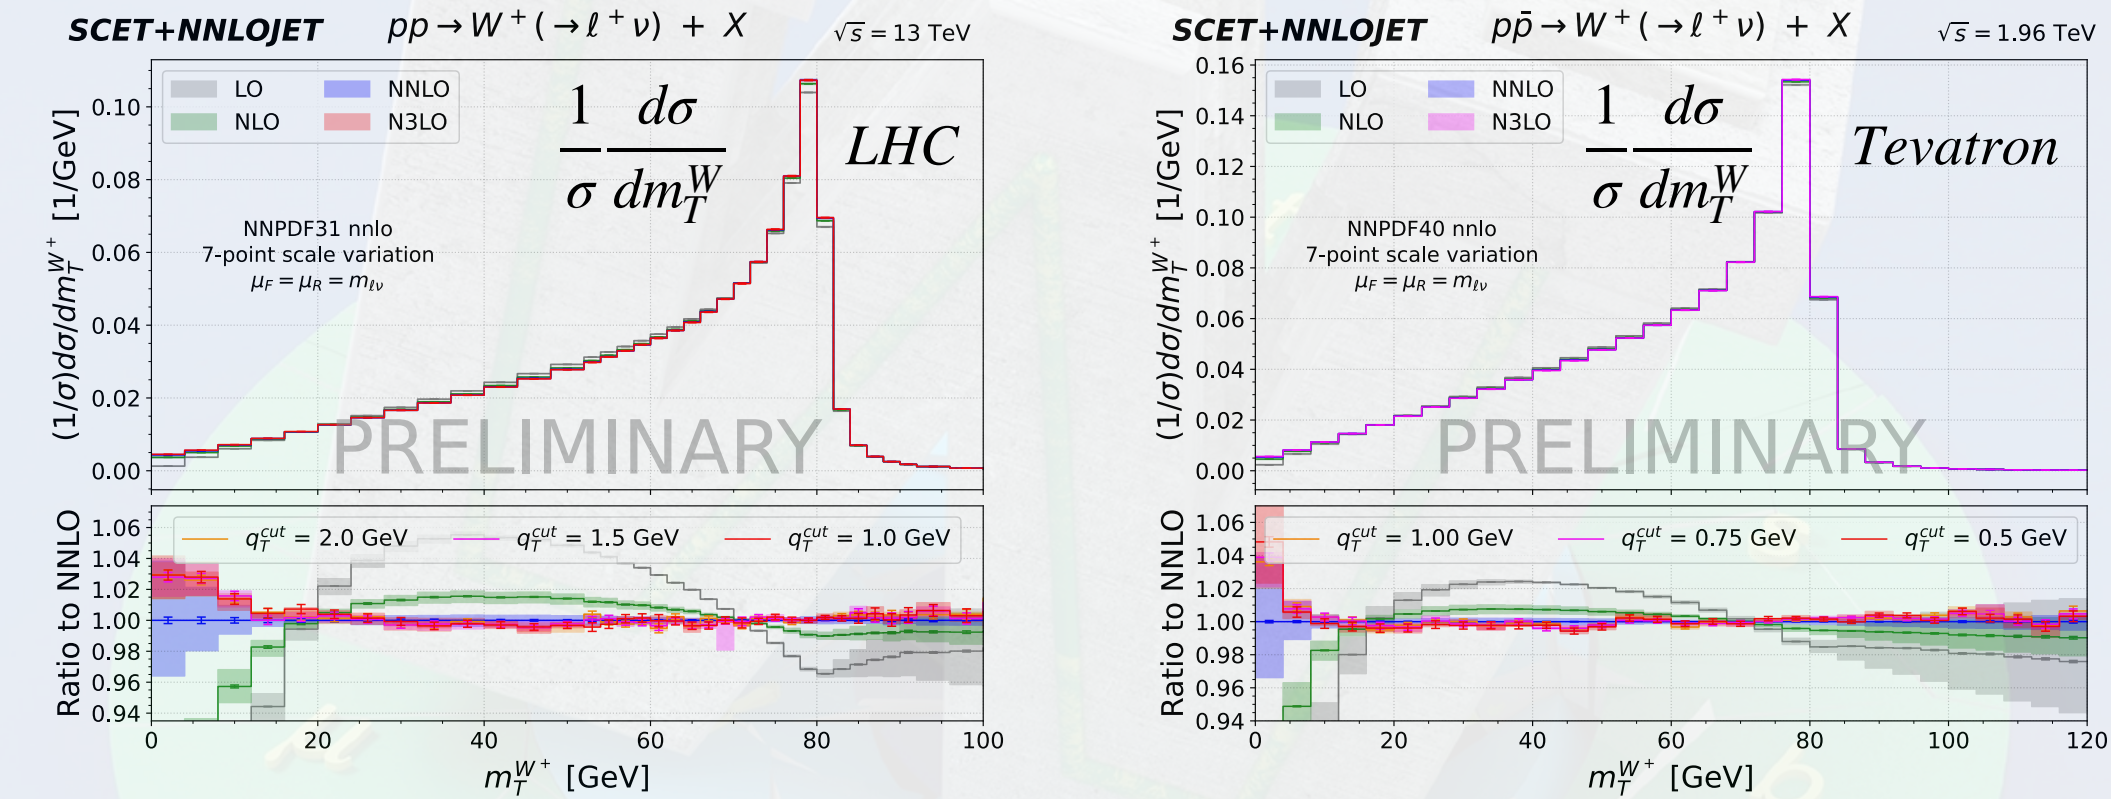 SCET+NNLOJET pp → W⁺ (→ ℓ⁺ν) + X √s = 13 TeV
LO NNLO
NLO N3LO
1/σ dσ/dm_T^W
LHC
NNPDF31 nnlo
7-point scale variation
μ_F = μ_R = m_ℓν
PRELIMINARY
(1/σ)dσ/dm_T^{W⁺} [1/GeV]
0.10
0.08
0.06
0.04
0.02
0.00
q_T^cut = 2.0 GeV q_T^cut = 1.5 GeV q_T^cut = 1.0 GeV
Ratio to NNLO
1.06
1.04
1.02
1.00
0.98
0.96
0.94
0 20 40 60 80 100
m_T^{W⁺} [GeV]
SCET+NNLOJET pp̄ → W⁺ (→ ℓ⁺ν) + X √s = 1.96 TeV
LO NNLO
NLO N3LO
1/σ dσ/dm_T^W
Tevatron
NNPDF40 nnlo
7-point scale variation
μ_F = μ_R = m_ℓν
PRELIMINARY
(1/σ)dσ/dm_T^{W⁺} [1/GeV]
0.16
0.14
0.12
0.10
0.08
0.06
0.04
0.02
0.00
q_T^cut = 1.00 GeV q_T^cut = 0.75 GeV q_T^cut = 0.5 GeV
Ratio to NNLO
1.06
1.04
1.02
1.00
0.98
0.96
0.94
0 20 40 60 80 100 120
m_T^{W⁺} [GeV]